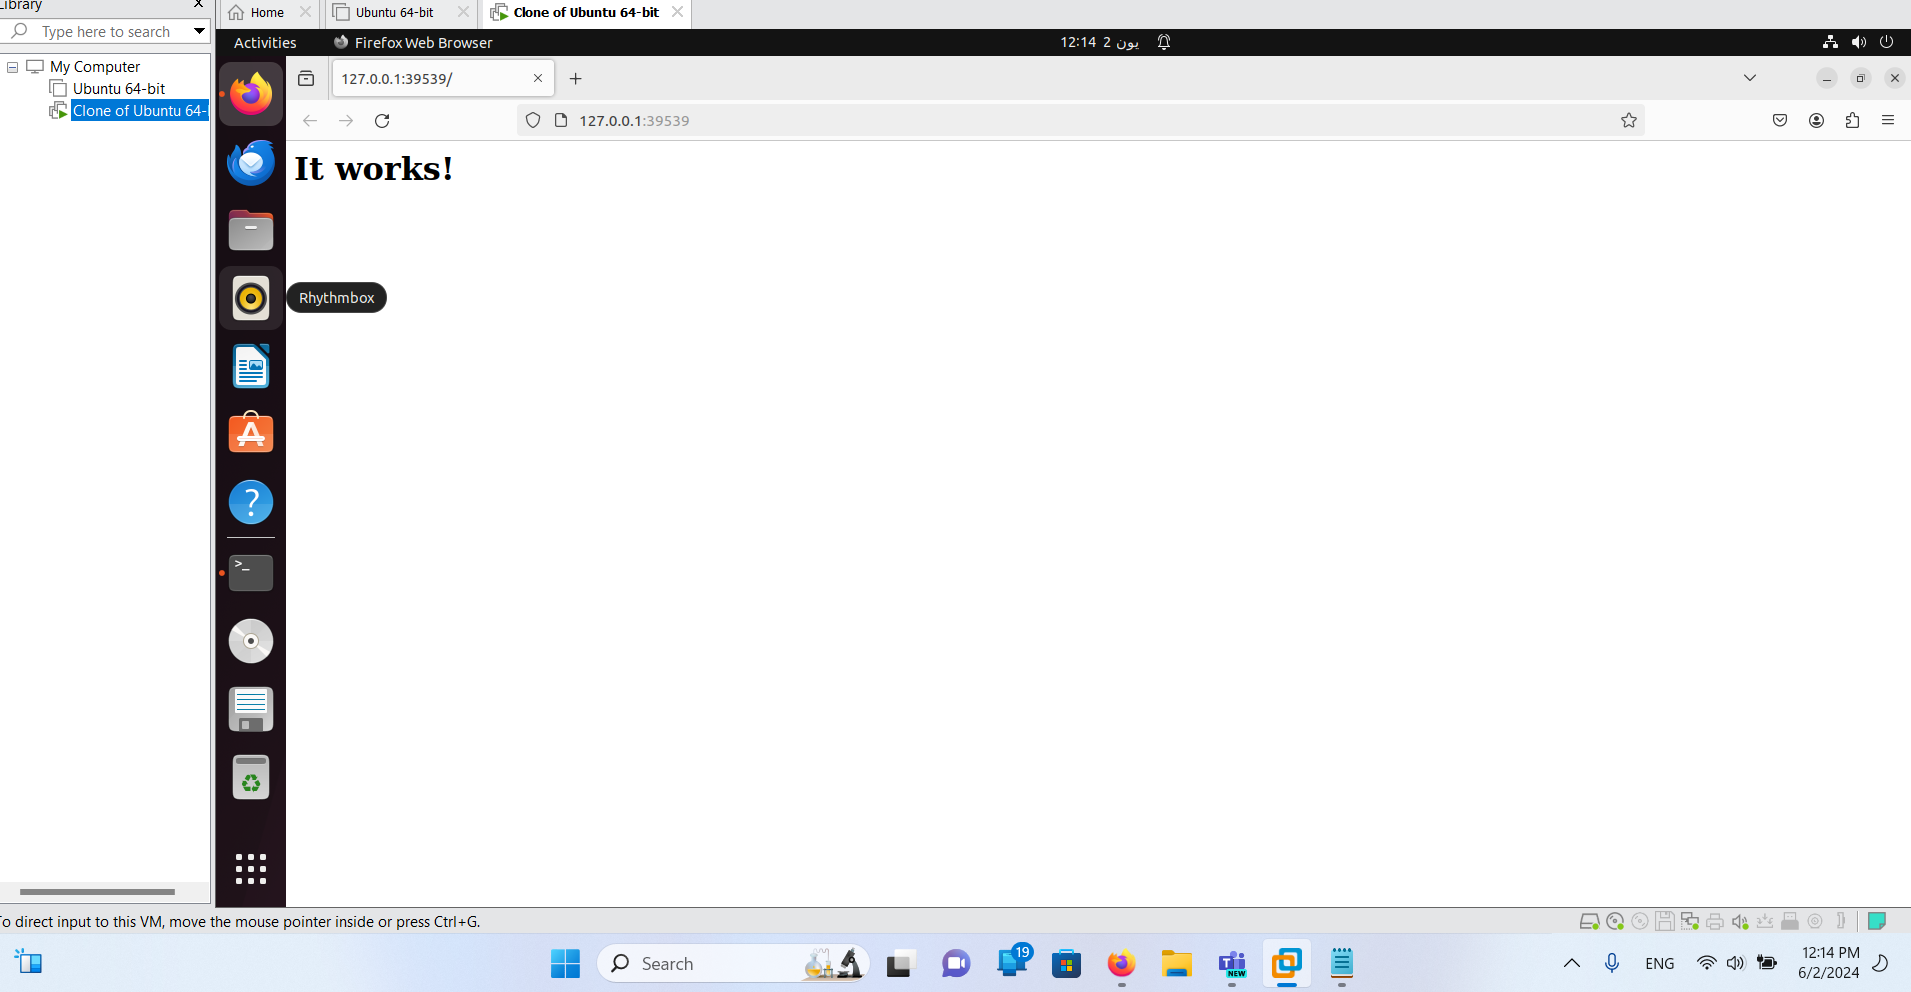 Library
Home
Ubuntu 64-bit
Clone of Ubuntu 64-bit
Type here to search
My Computer
Ubuntu 64-bit
Clone of Ubuntu 64-
Activities
Firefox Web Browser
12:14 2 يون
127.0.0.1:39539/
127.0.0.1:39539
It works!
Rhythmbox
To direct input to this VM, move the mouse pointer inside or press Ctrl+G.
Search
19
NEW
ENG
12:14 PM
6/2/2024